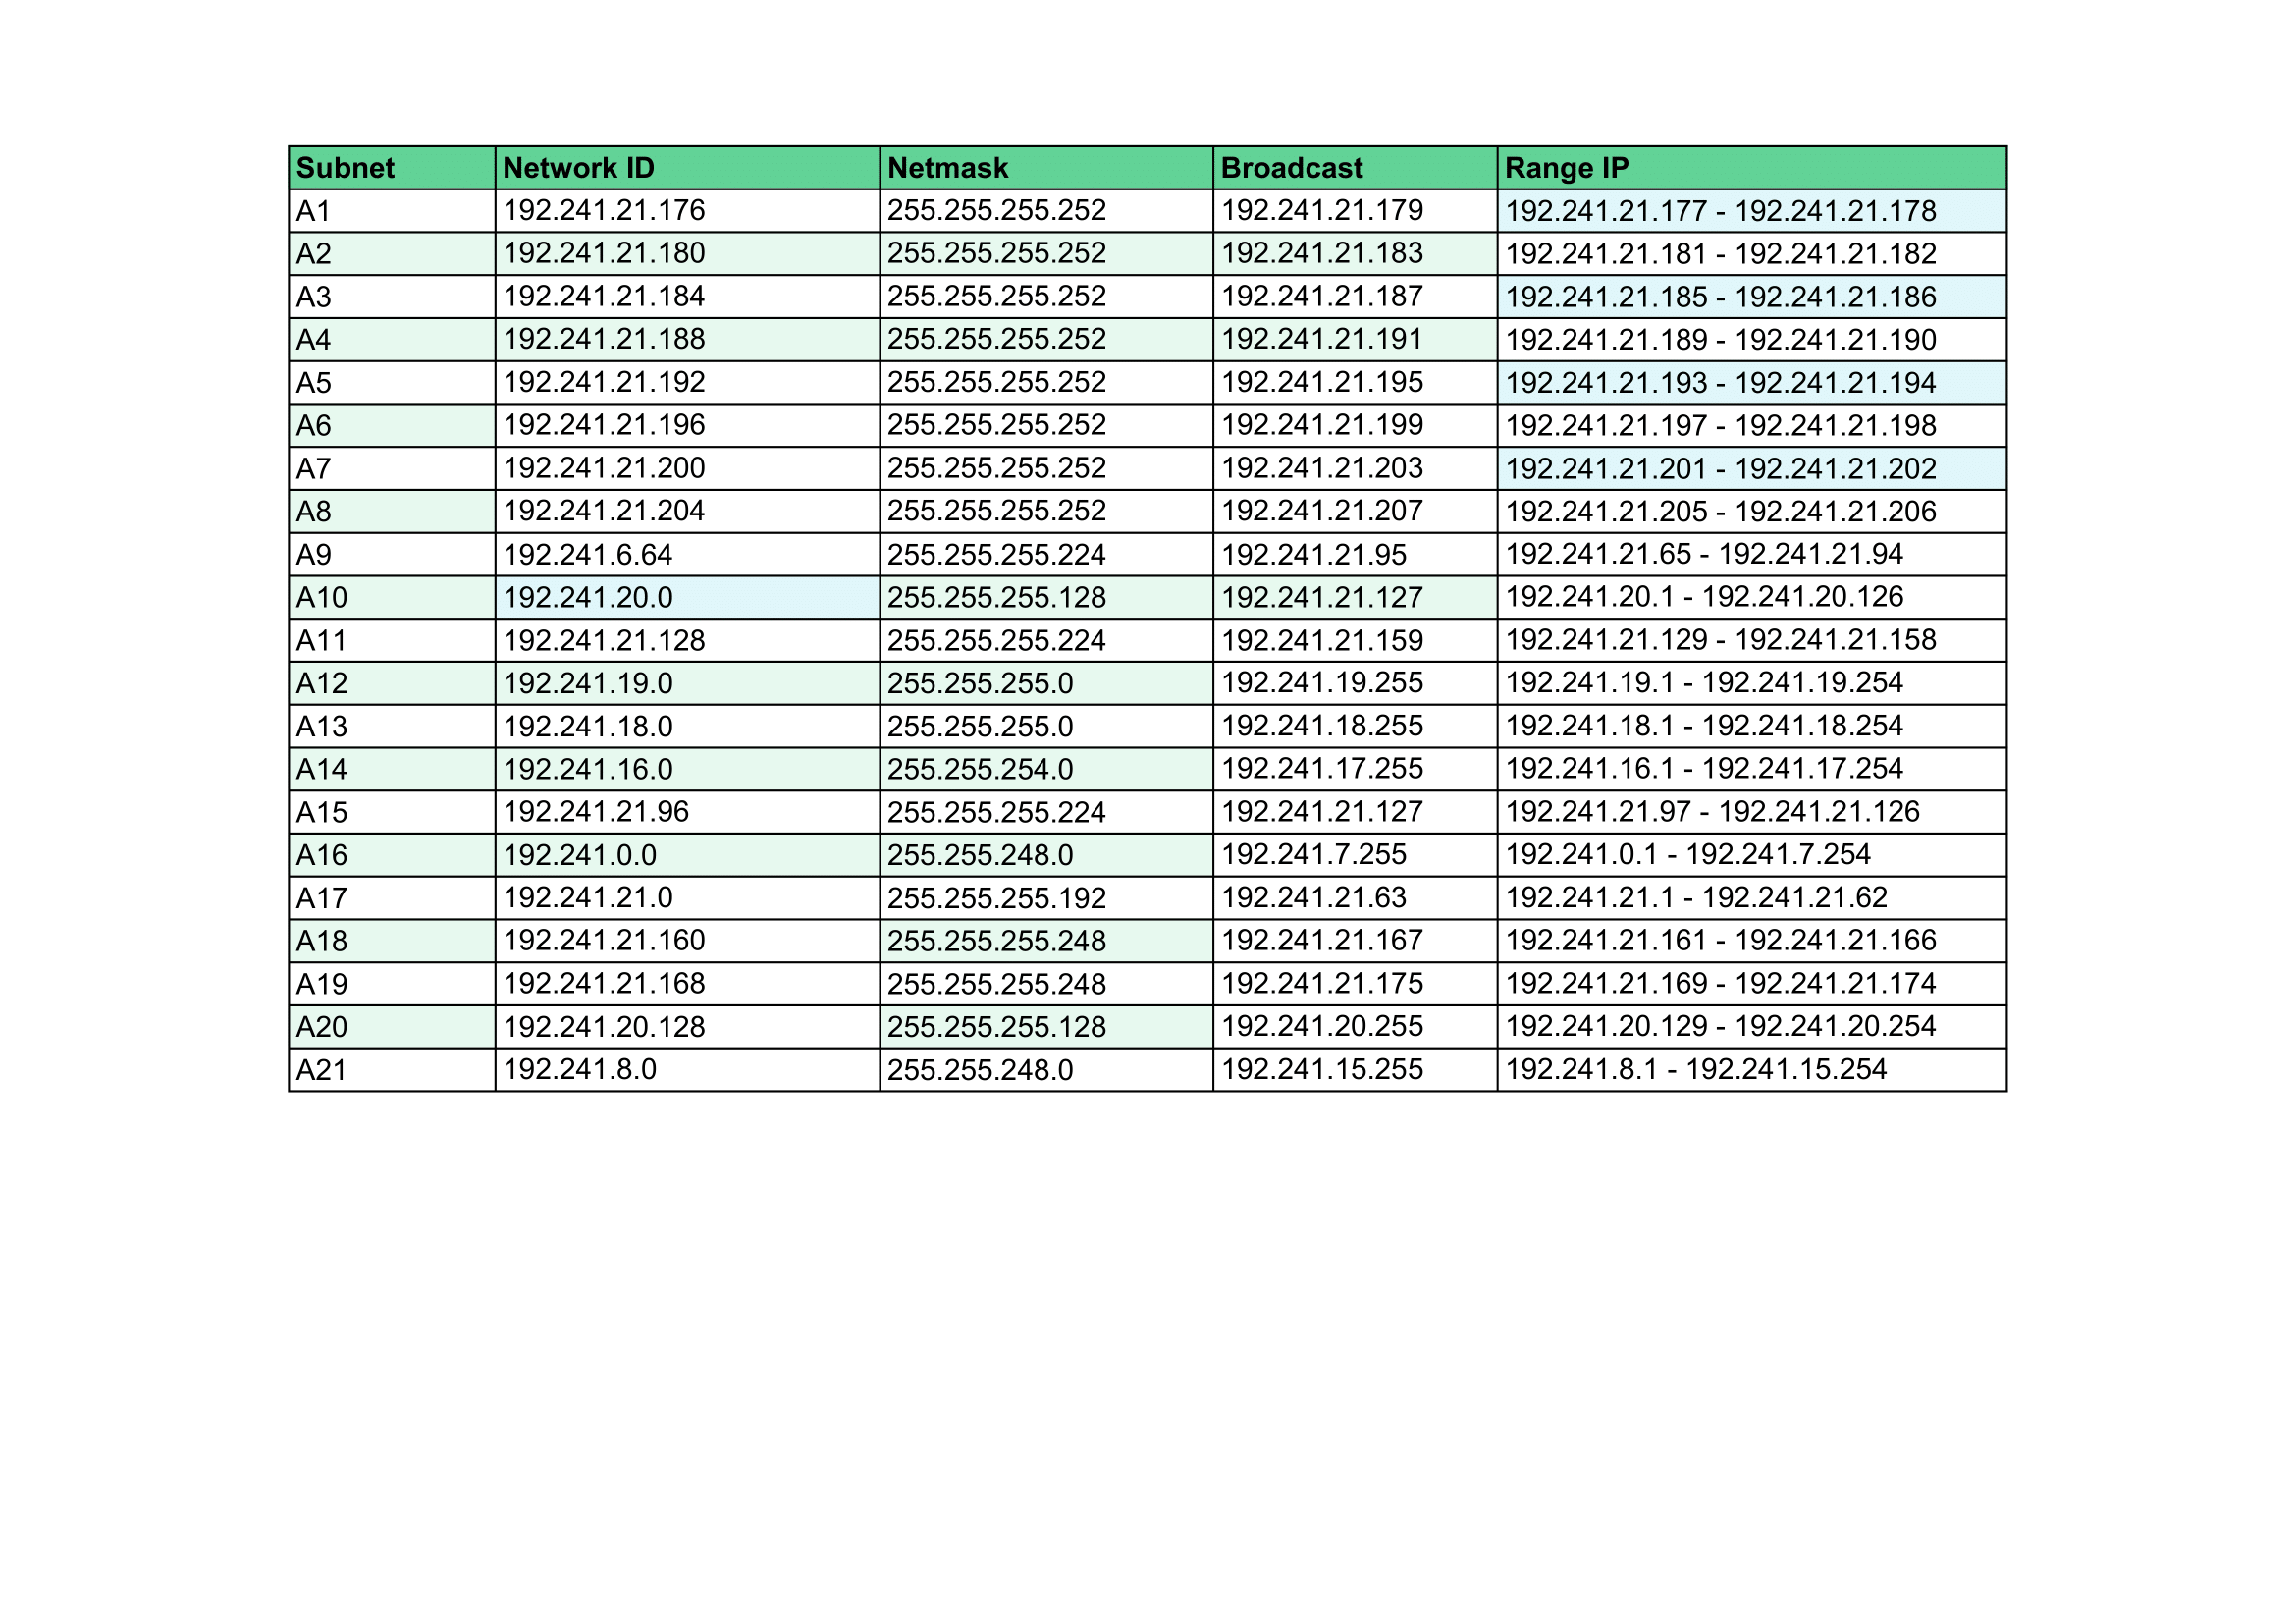 Subnet Network ID Netmask Broadcast Range IP
A1 192.241.21.176 255.255.255.252 192.241.21.179 192.241.21.177 - 192.241.21.178
A2 192.241.21.180 255.255.255.252 192.241.21.183 192.241.21.181 - 192.241.21.182
A3 192.241.21.184 255.255.255.252 192.241.21.187 192.241.21.185 - 192.241.21.186
A4 192.241.21.188 255.255.255.252 192.241.21.191 192.241.21.189 - 192.241.21.190
A5 192.241.21.192 255.255.255.252 192.241.21.195 192.241.21.193 - 192.241.21.194
A6 192.241.21.196 255.255.255.252 192.241.21.199 192.241.21.197 - 192.241.21.198
A7 192.241.21.200 255.255.255.252 192.241.21.203 192.241.21.201 - 192.241.21.202
A8 192.241.21.204 255.255.255.252 192.241.21.207 192.241.21.205 - 192.241.21.206
A9 192.241.6.64 255.255.255.224 192.241.21.95 192.241.21.65 - 192.241.21.94
A10 192.241.20.0 255.255.255.128 192.241.21.127 192.241.20.1 - 192.241.20.126
A11 192.241.21.128 255.255.255.224 192.241.21.159 192.241.21.129 - 192.241.21.158
A12 192.241.19.0 255.255.255.0 192.241.19.255 192.241.19.1 - 192.241.19.254
A13 192.241.18.0 255.255.255.0 192.241.18.255 192.241.18.1 - 192.241.18.254
A14 192.241.16.0 255.255.254.0 192.241.17.255 192.241.16.1 - 192.241.17.254
A15 192.241.21.96 255.255.255.224 192.241.21.127 192.241.21.97 - 192.241.21.126
A16 192.241.0.0 255.255.248.0 192.241.7.255 192.241.0.1 - 192.241.7.254
A17 192.241.21.0 255.255.255.192 192.241.21.63 192.241.21.1 - 192.241.21.62
A18 192.241.21.160 255.255.255.248 192.241.21.167 192.241.21.161 - 192.241.21.166
A19 192.241.21.168 255.255.255.248 192.241.21.175 192.241.21.169 - 192.241.21.174
A20 192.241.20.128 255.255.255.128 192.241.20.255 192.241.20.129 - 192.241.20.254
A21 192.241.8.0 255.255.248.0 192.241.15.255 192.241.8.1 - 192.241.15.254